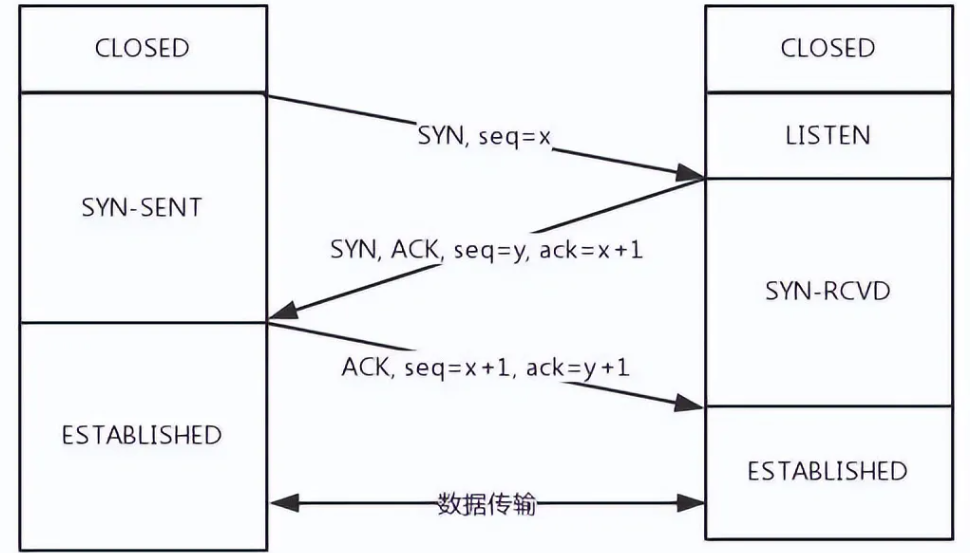 CLOSED
CLOSED
SYN, seq=x
LISTEN
SYN-SENT
SYN, ACK, seq=y, ack=x+1
SYN-RCVD
ACK, seq=x+1, ack=y+1
ESTABLISHED
ESTABLISHED
数据传输